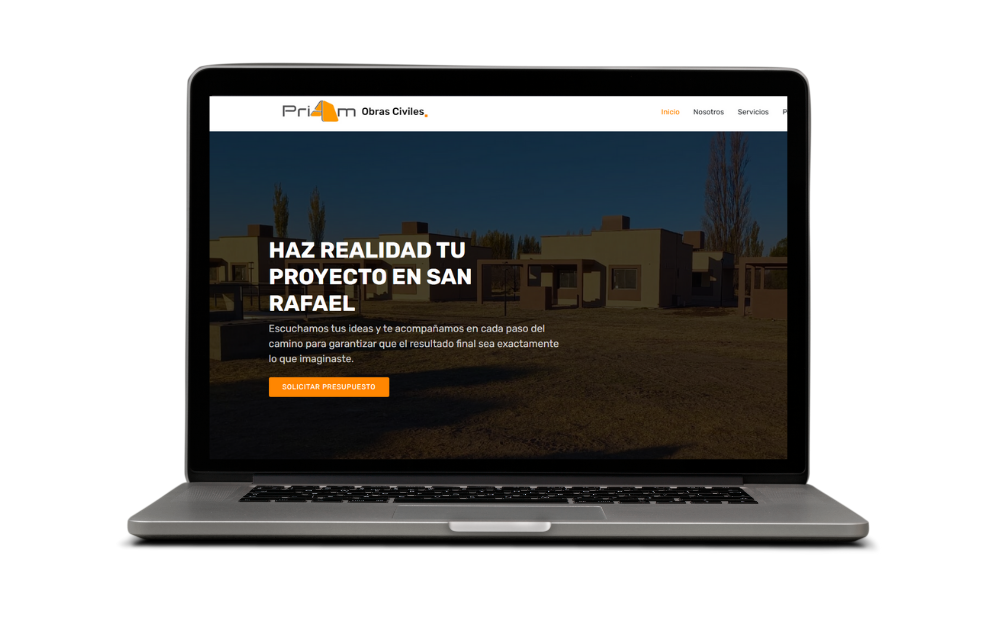 Priam Obras Civiles.
Inicio Nosotros Servicios P
HAZ REALIDAD TU
PROYECTO EN SAN
RAFAEL
Escuchamos tus ideas y te acompañamos en cada paso del
camino para garantizar que el resultado final sea exactamente
lo que imaginaste.
SOLICITAR PRESUPUESTO